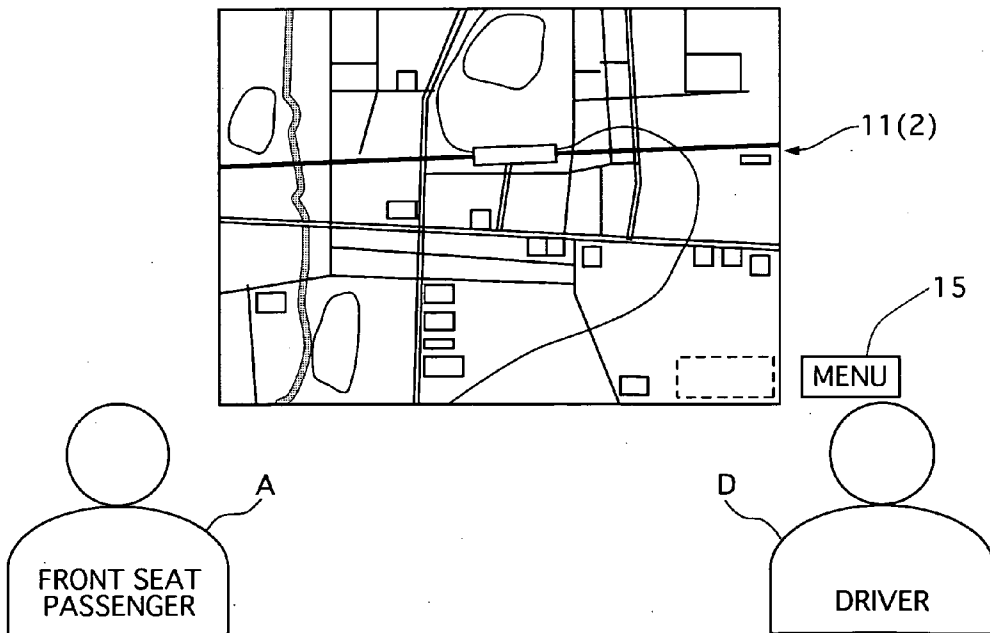 11(2)
15
MENU
A
D
FRONT SEAT
PASSENGER
DRIVER